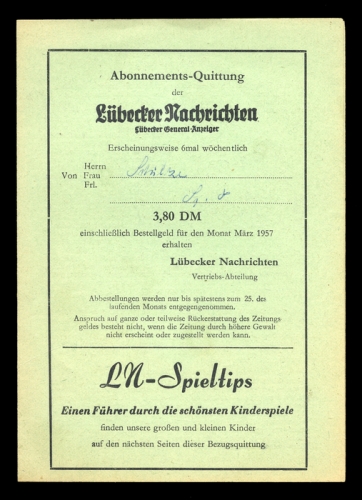 Abonnements-Quittung
der
Lübecker Nachrichten
Lübecker General-Anzeiger
Erscheinungsweise 6mal wöchentlich
Herrn
Von Frau
Frl.
3,80 DM
einschließlich Bestellgeld für den Monat März 1957
erhalten
Lübecker Nachrichten
Vertriebs-Abteilung
Abbestellungen werden nur bis spätestens zum 25. des
laufenden Monats entgegengenommen.
Anspruch auf ganze oder teilweise Rückerstattung des Zeitungs-
geldes besteht nicht, wenn die Zeitung durch höhere Gewalt
nicht erscheint oder zugestellt werden kann.
LN-Spieltips
Einen Führer durch die schönsten Kinderspiele
finden unsere großen und kleinen Kinder
auf den nächsten Seiten dieser Bezugsquittung.